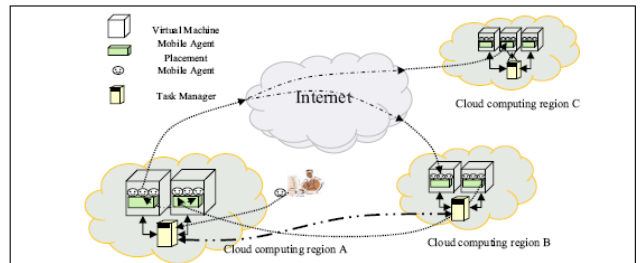 Virtual Machine
Mobile Agent
Placement
Mobile Agent
Task Manager
Internet
Cloud computing region C
Cloud computing region A
Cloud computing region B